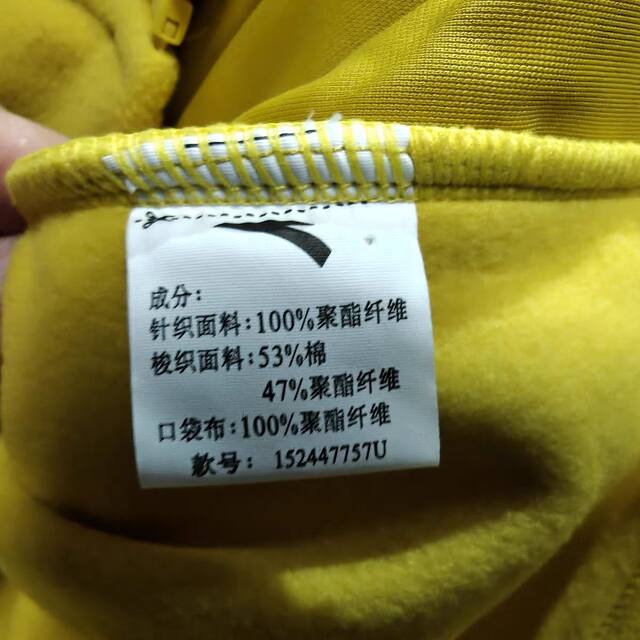 成分:
针织面料:100%聚酯纤维
梭织面料:53%棉
47%聚酯纤维
口袋布:100%聚酯纤维
款号: 152447757U